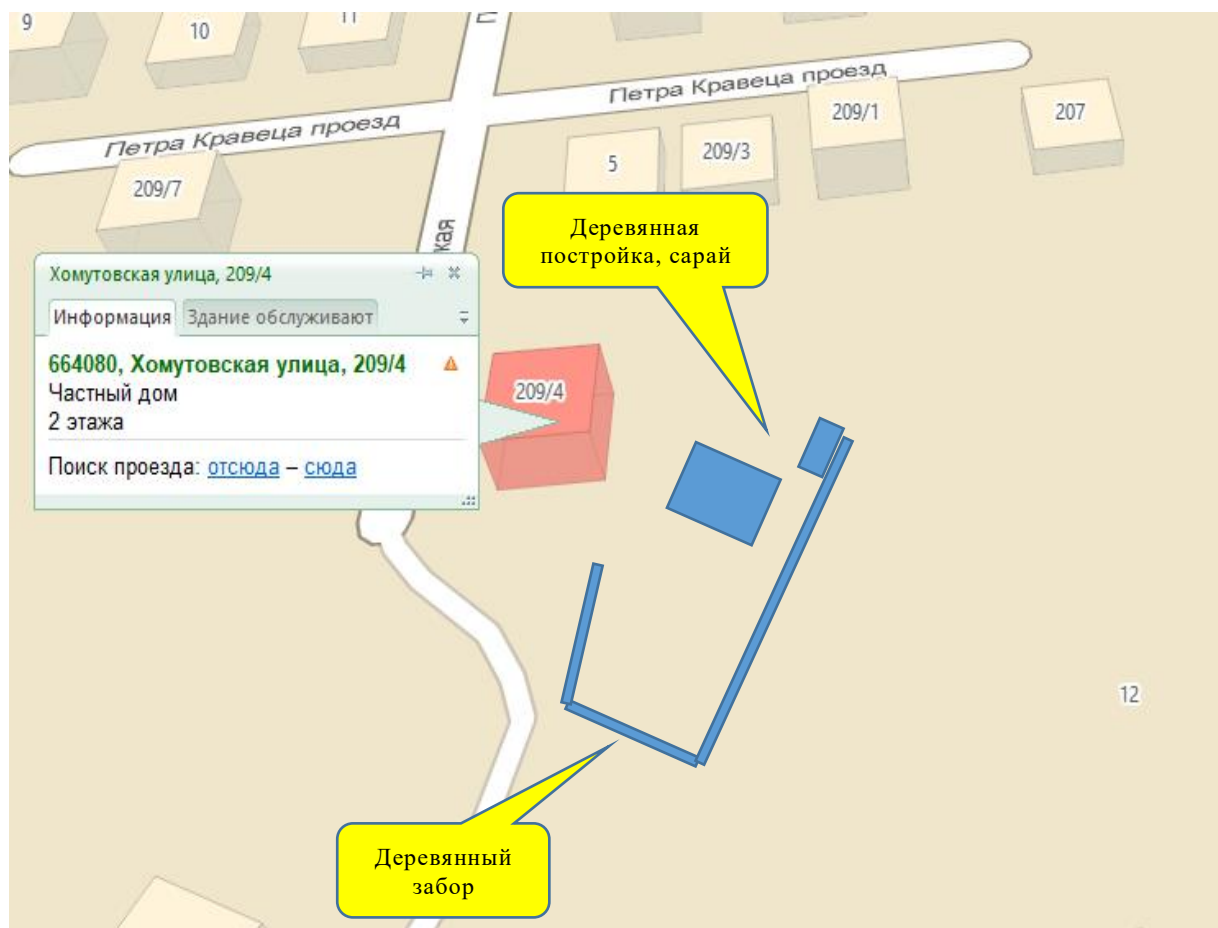 9
10
11
Петра Кравеца проезд
Петра Кравеца проезд
209/1
207
5
209/3
209/7
кая
Деревянная
постройка, сарай
Хомутовская улица, 209/4
Информация
Здание обслуживают
664080, Хомутовская улица, 209/4
Частный дом
2 этажа
Поиск проезда: отсюда – сюда
209/4
12
Деревянный
забор